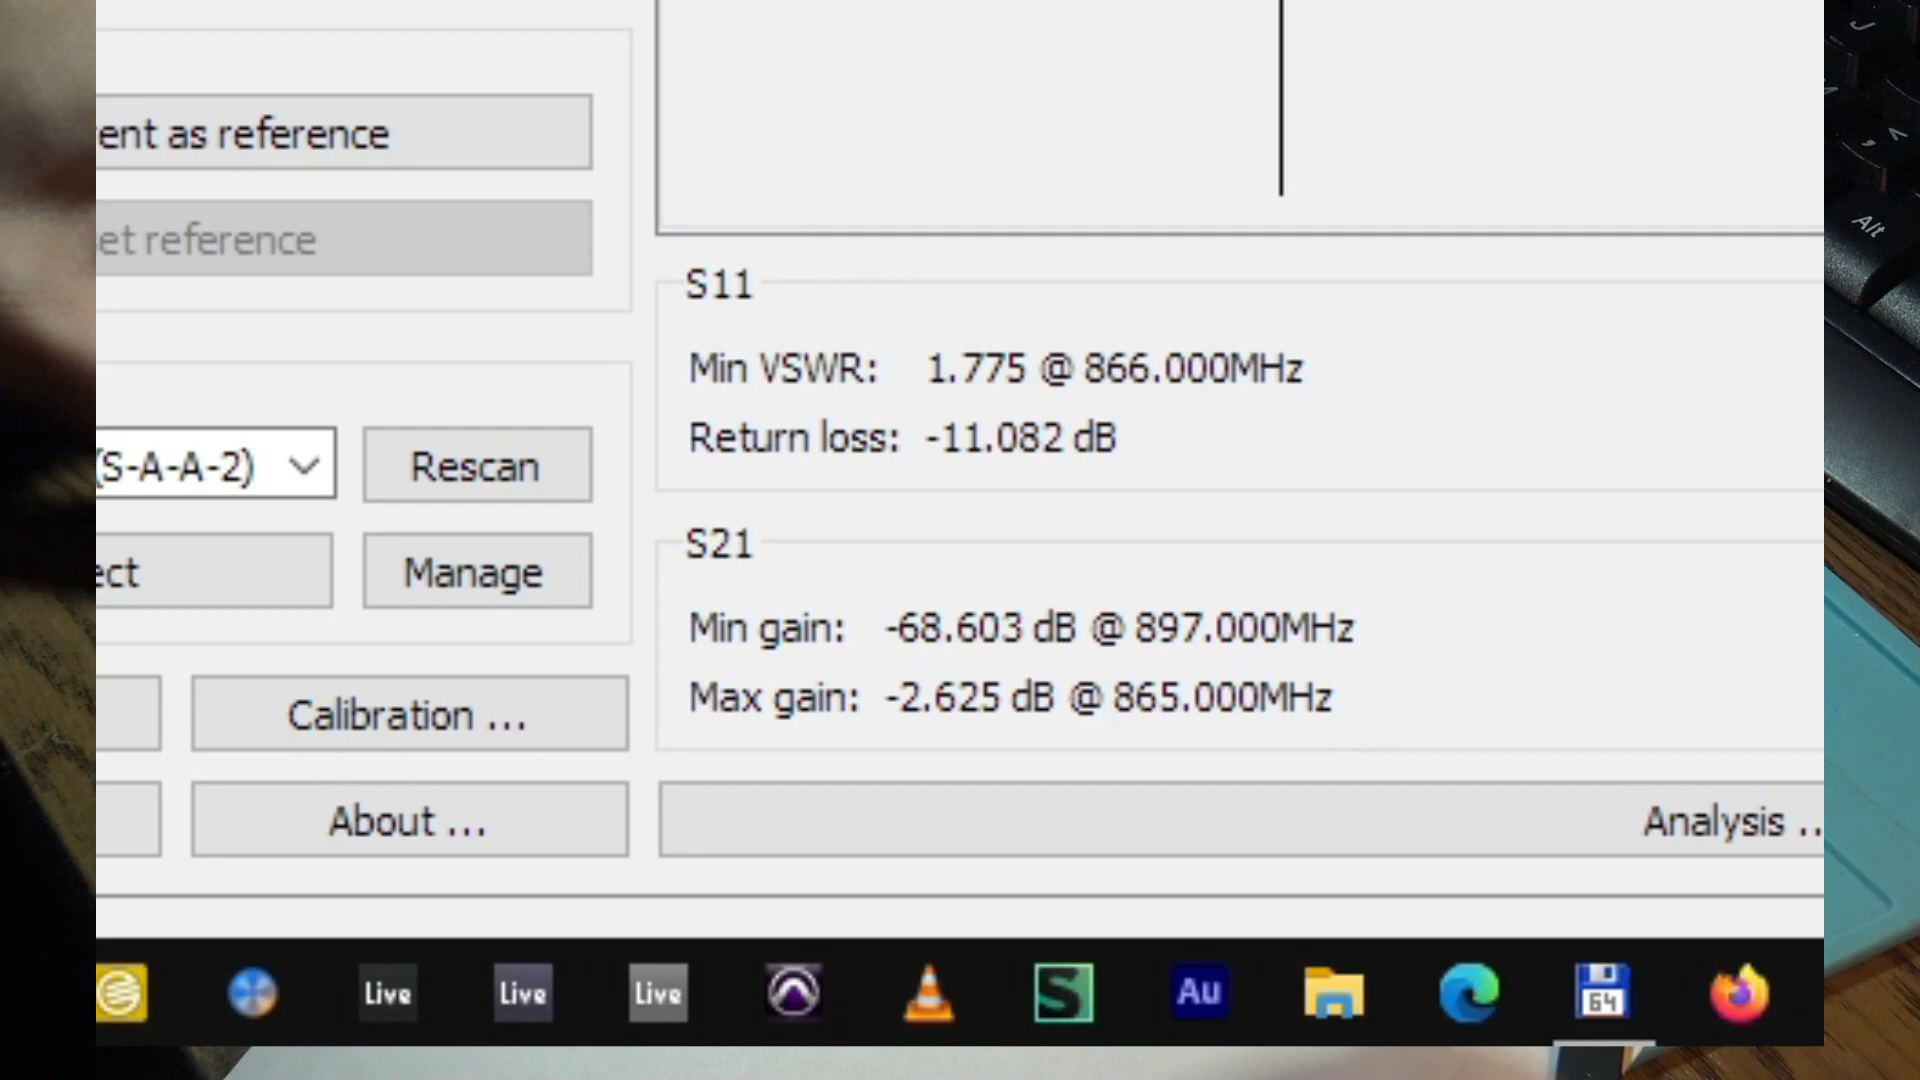 ent as reference
et reference
(S-A-A-2)
Rescan
ect
Manage
Calibration ...
About ...
S11
Min VSWR: 1.775 @ 866.000MHz
Return loss: -11.082 dB
S21
Min gain: -68.603 dB @ 897.000MHz
Max gain: -2.625 dB @ 865.000MHz
Analysis ..
Live
Live
Live
S
Au
64
J
<
,
Alt